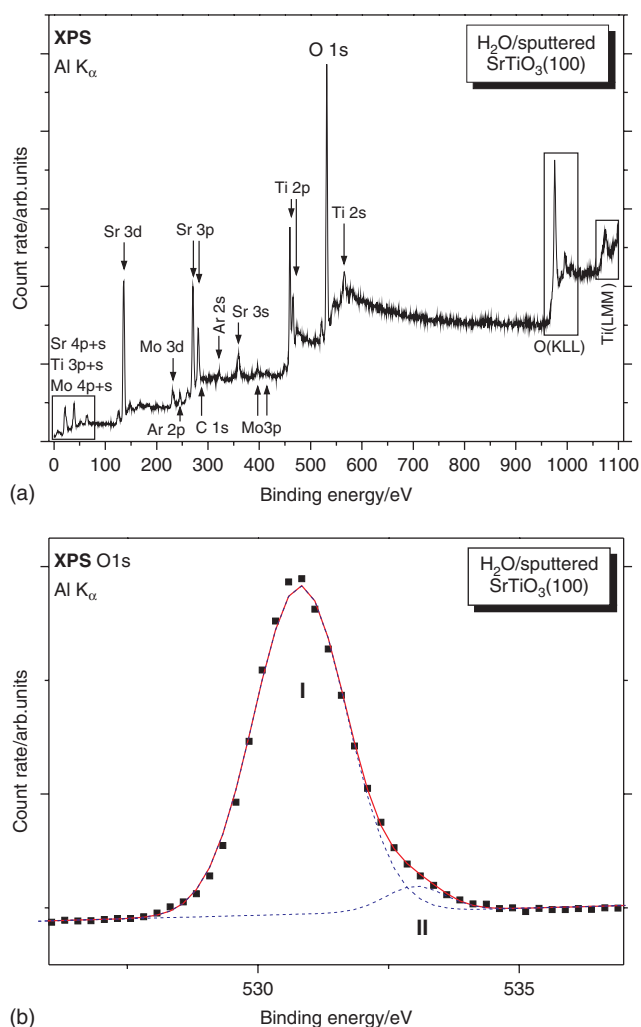 XPS
Al Kα
H2O/sputtered
SrTiO3(100)
O 1s
Ti 2p
Ti 2s
Sr 3d
Sr 3p
Ar 2s
Sr 3s
Mo 3d
Sr 4p+s
Ti 3p+s
Mo 4p+s
Ar 2p
C 1s
Mo3p
O(KLL)
Ti(LMM)
Count rate/arb.units
0 100 200 300 400 500 600 700 800 900 1000 1100
Binding energy/eV
(a)
XPS O1s
Al Kα
H2O/sputtered
SrTiO3(100)
I
II
Count rate/arb.units
530 535
Binding energy/eV
(b)